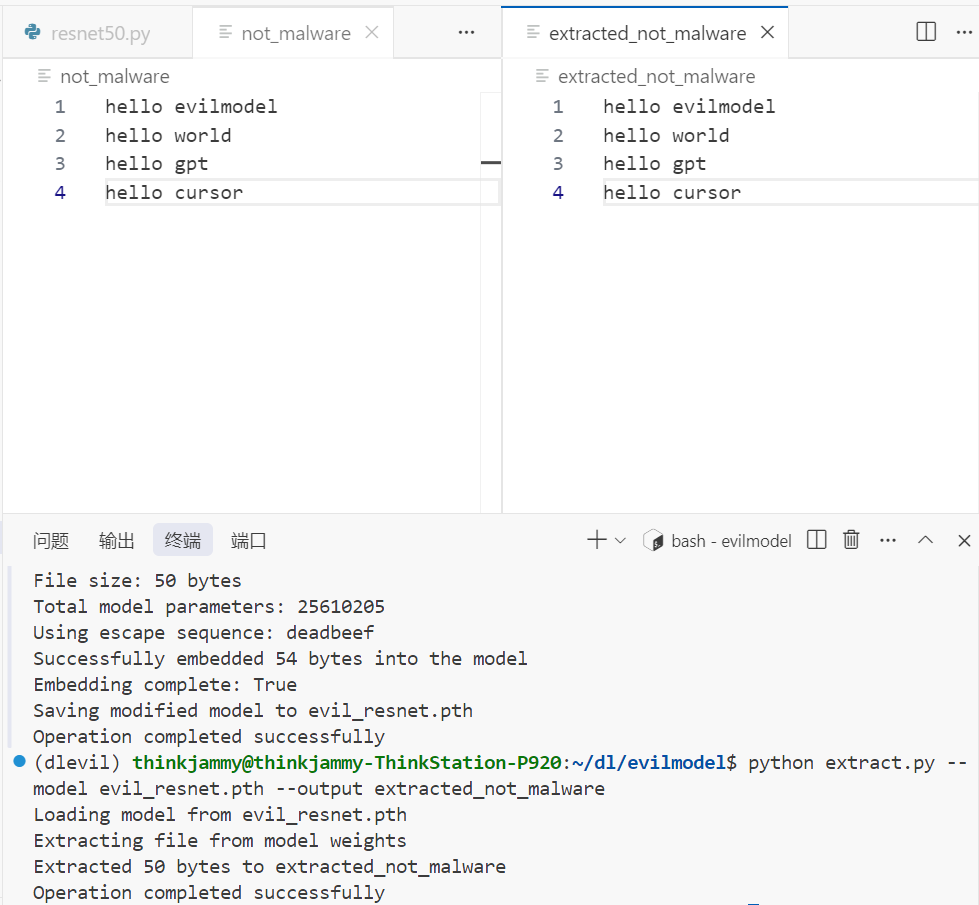 resnet50.py not_malware extracted_not_malware
not_malware
1 hello evilmodel
2 hello world
3 hello gpt
4 hello cursor
extracted_not_malware
1 hello evilmodel
2 hello world
3 hello gpt
4 hello cursor
问题 输出 终端 端口 bash - evilmodel
File size: 50 bytes
Total model parameters: 25610205
Using escape sequence: deadbeef
Successfully embedded 54 bytes into the model
Embedding complete: True
Saving modified model to evil_resnet.pth
Operation completed successfully
(dlevil) thinkjammy@thinkjammy-ThinkStation-P920:~/dl/evilmodel$ python extract.py --
model evil_resnet.pth --output extracted_not_malware
Loading model from evil_resnet.pth
Extracting file from model weights
Extracted 50 bytes to extracted_not_malware
Operation completed successfully